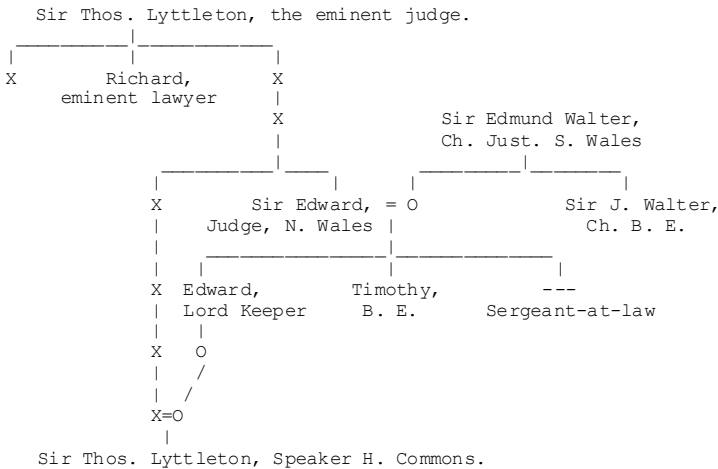 Sir Thos. Lyttleton, the eminent judge.
X Richard, X
eminent lawyer
X Sir Edmund Walter,
Ch. Just. S. Wales
X Sir Edward, = O Sir J. Walter,
Judge, N. Wales Ch. B. E.
X Edward, Timothy, ---
Lord Keeper B. E. Sergeant-at-law
X O
X=O
Sir Thos. Lyttleton, Speaker H. Commons.